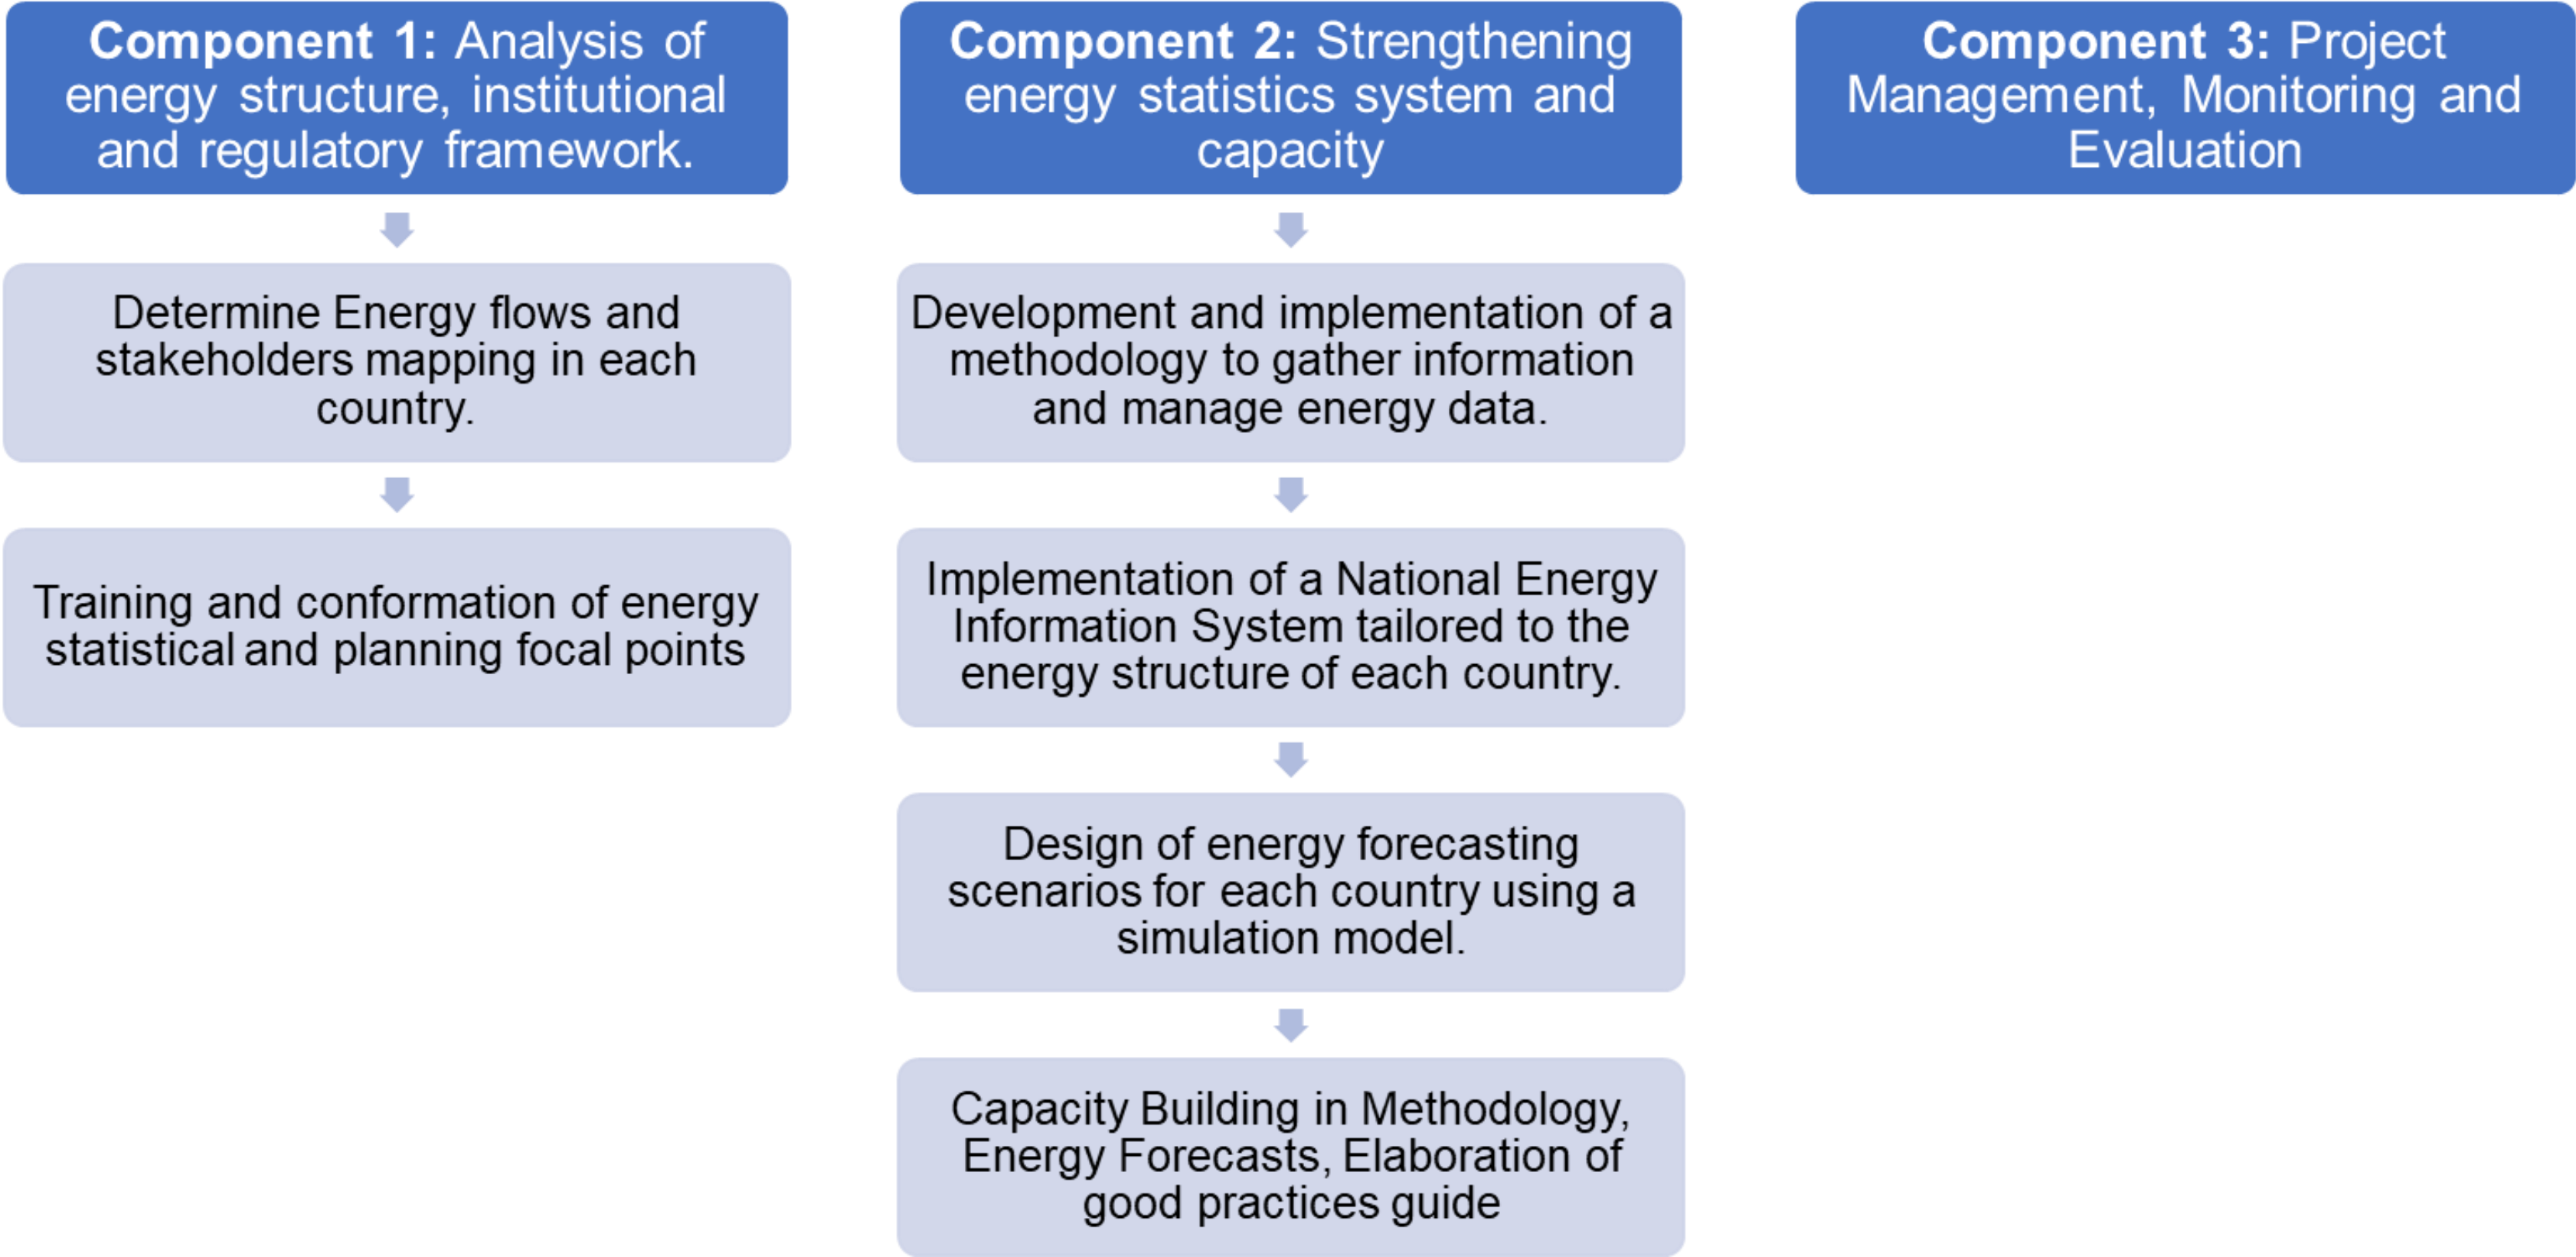 Component 1: Analysis of
energy structure, institutional
and regulatory framework.
Determine Energy flows and
stakeholders mapping in each
country.
Training and conformation of energy
statistical and planning focal points
Component 2: Strengthening
energy statistics system and
capacity
Development and implementation of a
methodology to gather information
and manage energy data.
Implementation of a National Energy
Information System tailored to the
energy structure of each country.
Design of energy forecasting
scenarios for each country using a
simulation model.
Capacity Building in Methodology,
Energy Forecasts, Elaboration of
good practices guide
Component 3: Project
Management, Monitoring and
Evaluation